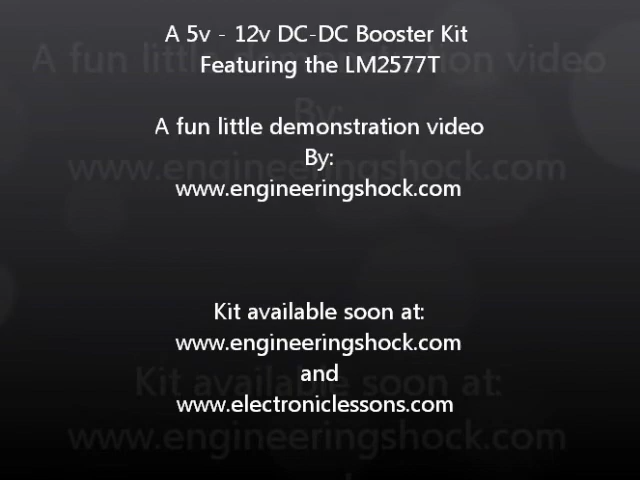 A 5v - 12v DC-DC Booster Kit
Featuring the LM2577T
A fun little demonstration video
By:
www.engineeringshock.com
Kit available soon at:
www.engineeringshock.com
and
www.electroniclessons.com